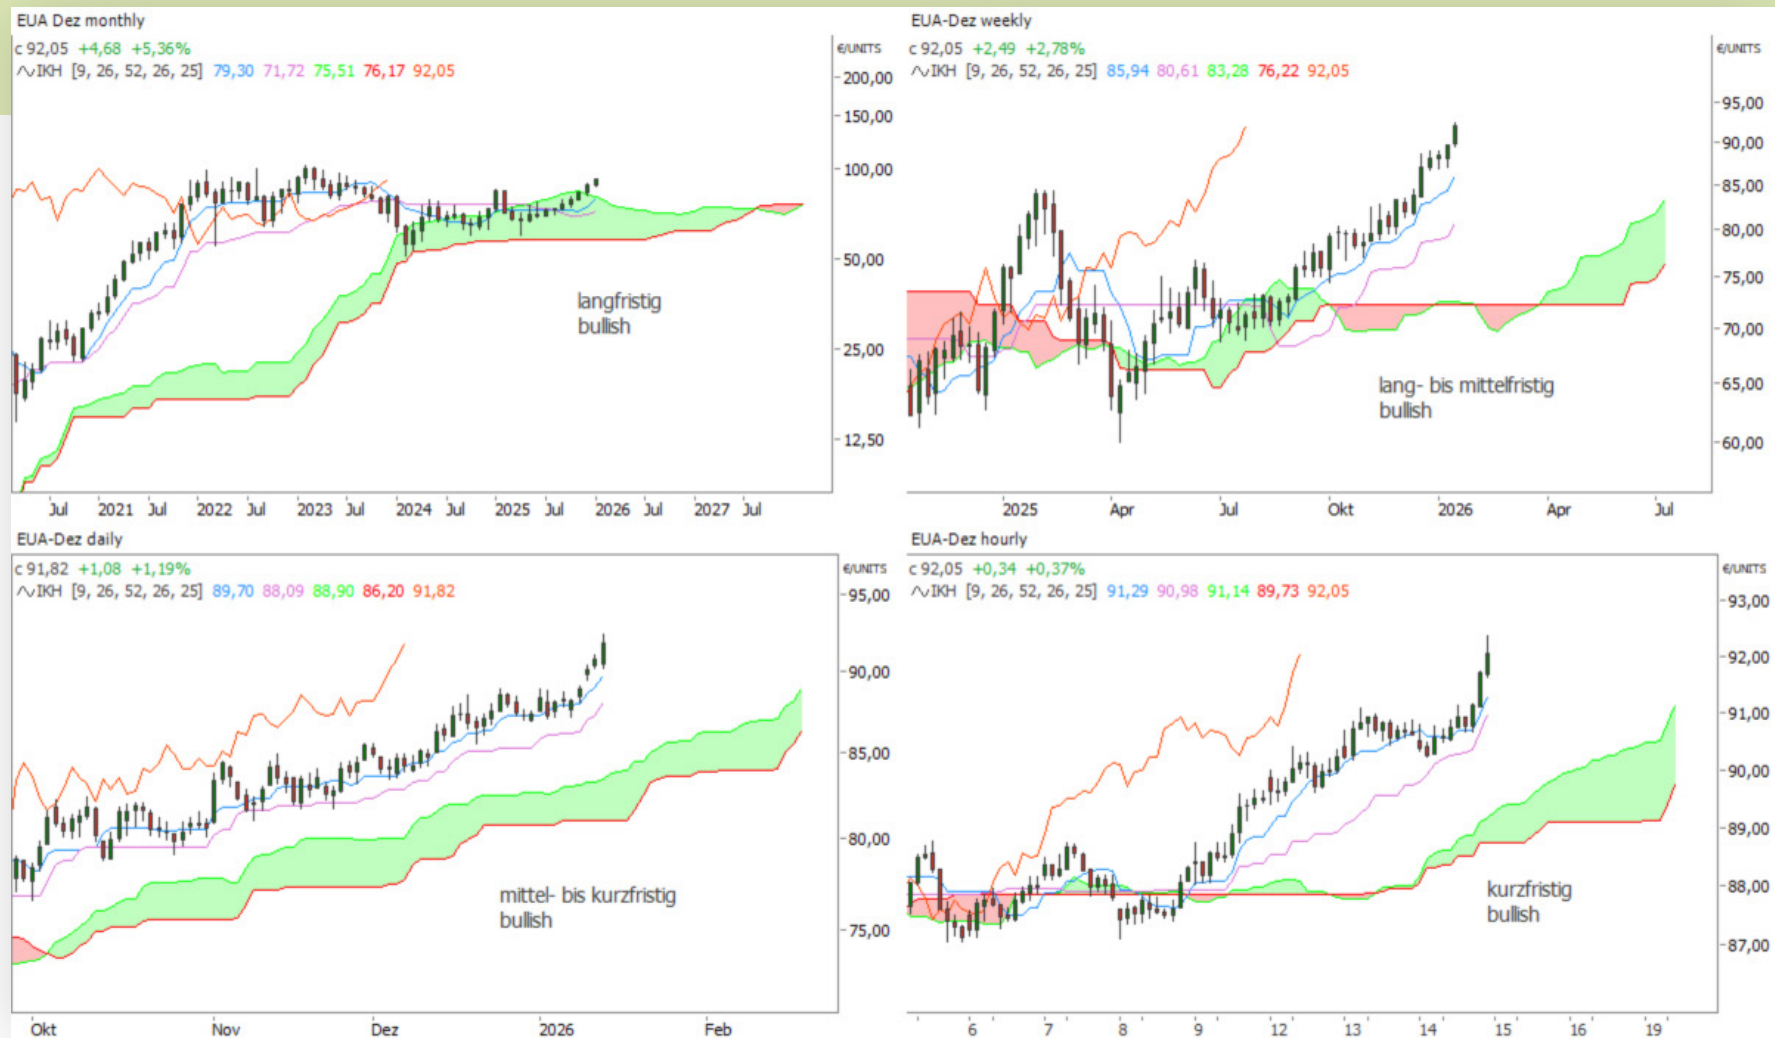 EUA Dez monthly
c 92,05 +4,68 +5,36%
IKH [9, 26, 52, 26, 25] 79,30 71,72 75,51 76,17 92,05
€/UNITS
200,00
150,00
100,00
50,00
25,00
12,50
langfristig
bullish
Jul 2021 Jul 2022 Jul 2023 Jul 2024 Jul 2025 Jul 2026 Jul 2027 Jul
EUA-Dez weekly
c 92,05 +2,49 +2,78%
IKH [9, 26, 52, 26, 25] 85,94 80,61 83,28 76,22 92,05
€/UNITS
95,00
90,00
85,00
80,00
75,00
70,00
65,00
60,00
lang- bis mittelfristig
bullish
2025 Apr Jul Okt 2026 Apr Jul
EUA-Dez daily
c 91,82 +1,08 +1,19%
IKH [9, 26, 52, 26, 25] 89,70 88,09 88,90 86,20 91,82
€/UNITS
95,00
90,00
85,00
80,00
75,00
mittel- bis kurzfristig
bullish
Okt Nov Dez 2026 Feb
EUA-Dez hourly
c 92,05 +0,34 +0,37%
IKH [9, 26, 52, 26, 25] 91,29 90,98 91,14 89,73 92,05
€/UNITS
93,00
92,00
91,00
90,00
89,00
88,00
87,00
kurzfristig
bullish
6 7 8 9 12 13 14 15 16 19